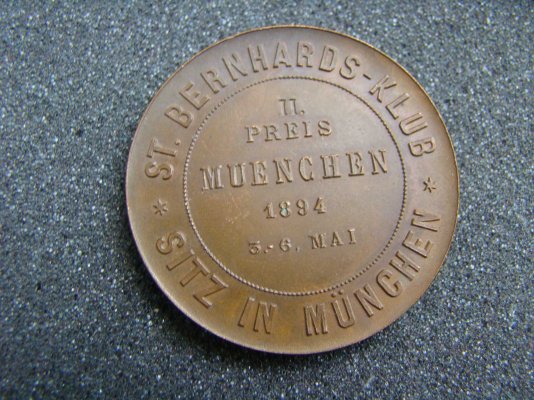 ST. BERNHARDS-KLUB
II.
PREIS
MUENCHEN
1894
3.-6. MAI
* SITZ IN MÜNCHEN *